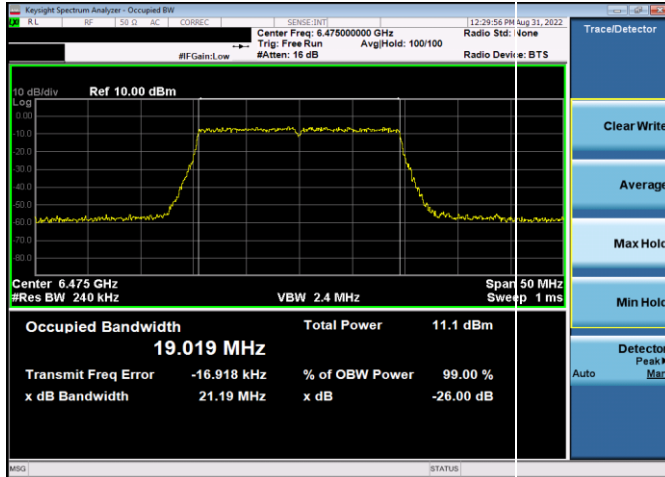 Keysight Spectrum Analyzer - Occupied BW
RL RF 50 Ω AC CORREC SENSE:INT 12:29:56 PM Aug 31, 2022
Center Freq: 6.475000000 GHz Radio Std: None
Trig: Free Run Avg|Hold: 100/100
#IFGain:Low #Atten: 16 dB Radio Device: BTS
Trace/Detector
10 dB/div Ref 10.00 dBm
Log
0.00
-10.0
-20.0
-30.0
-40.0
-50.0
-60.0
-70.0
-80.0
Center 6.475 GHz Span 50 MHz
#Res BW 240 kHz VBW 2.4 MHz Sweep 1 ms
Occupied Bandwidth Total Power 11.1 dBm
19.019 MHz
Transmit Freq Error -16.918 kHz % of OBW Power 99.00 %
x dB Bandwidth 21.19 MHz x dB -26.00 dB
Clear Write
Average
Max Hold
Min Hold
Detector
Peak
Auto Man
MSG STATUS